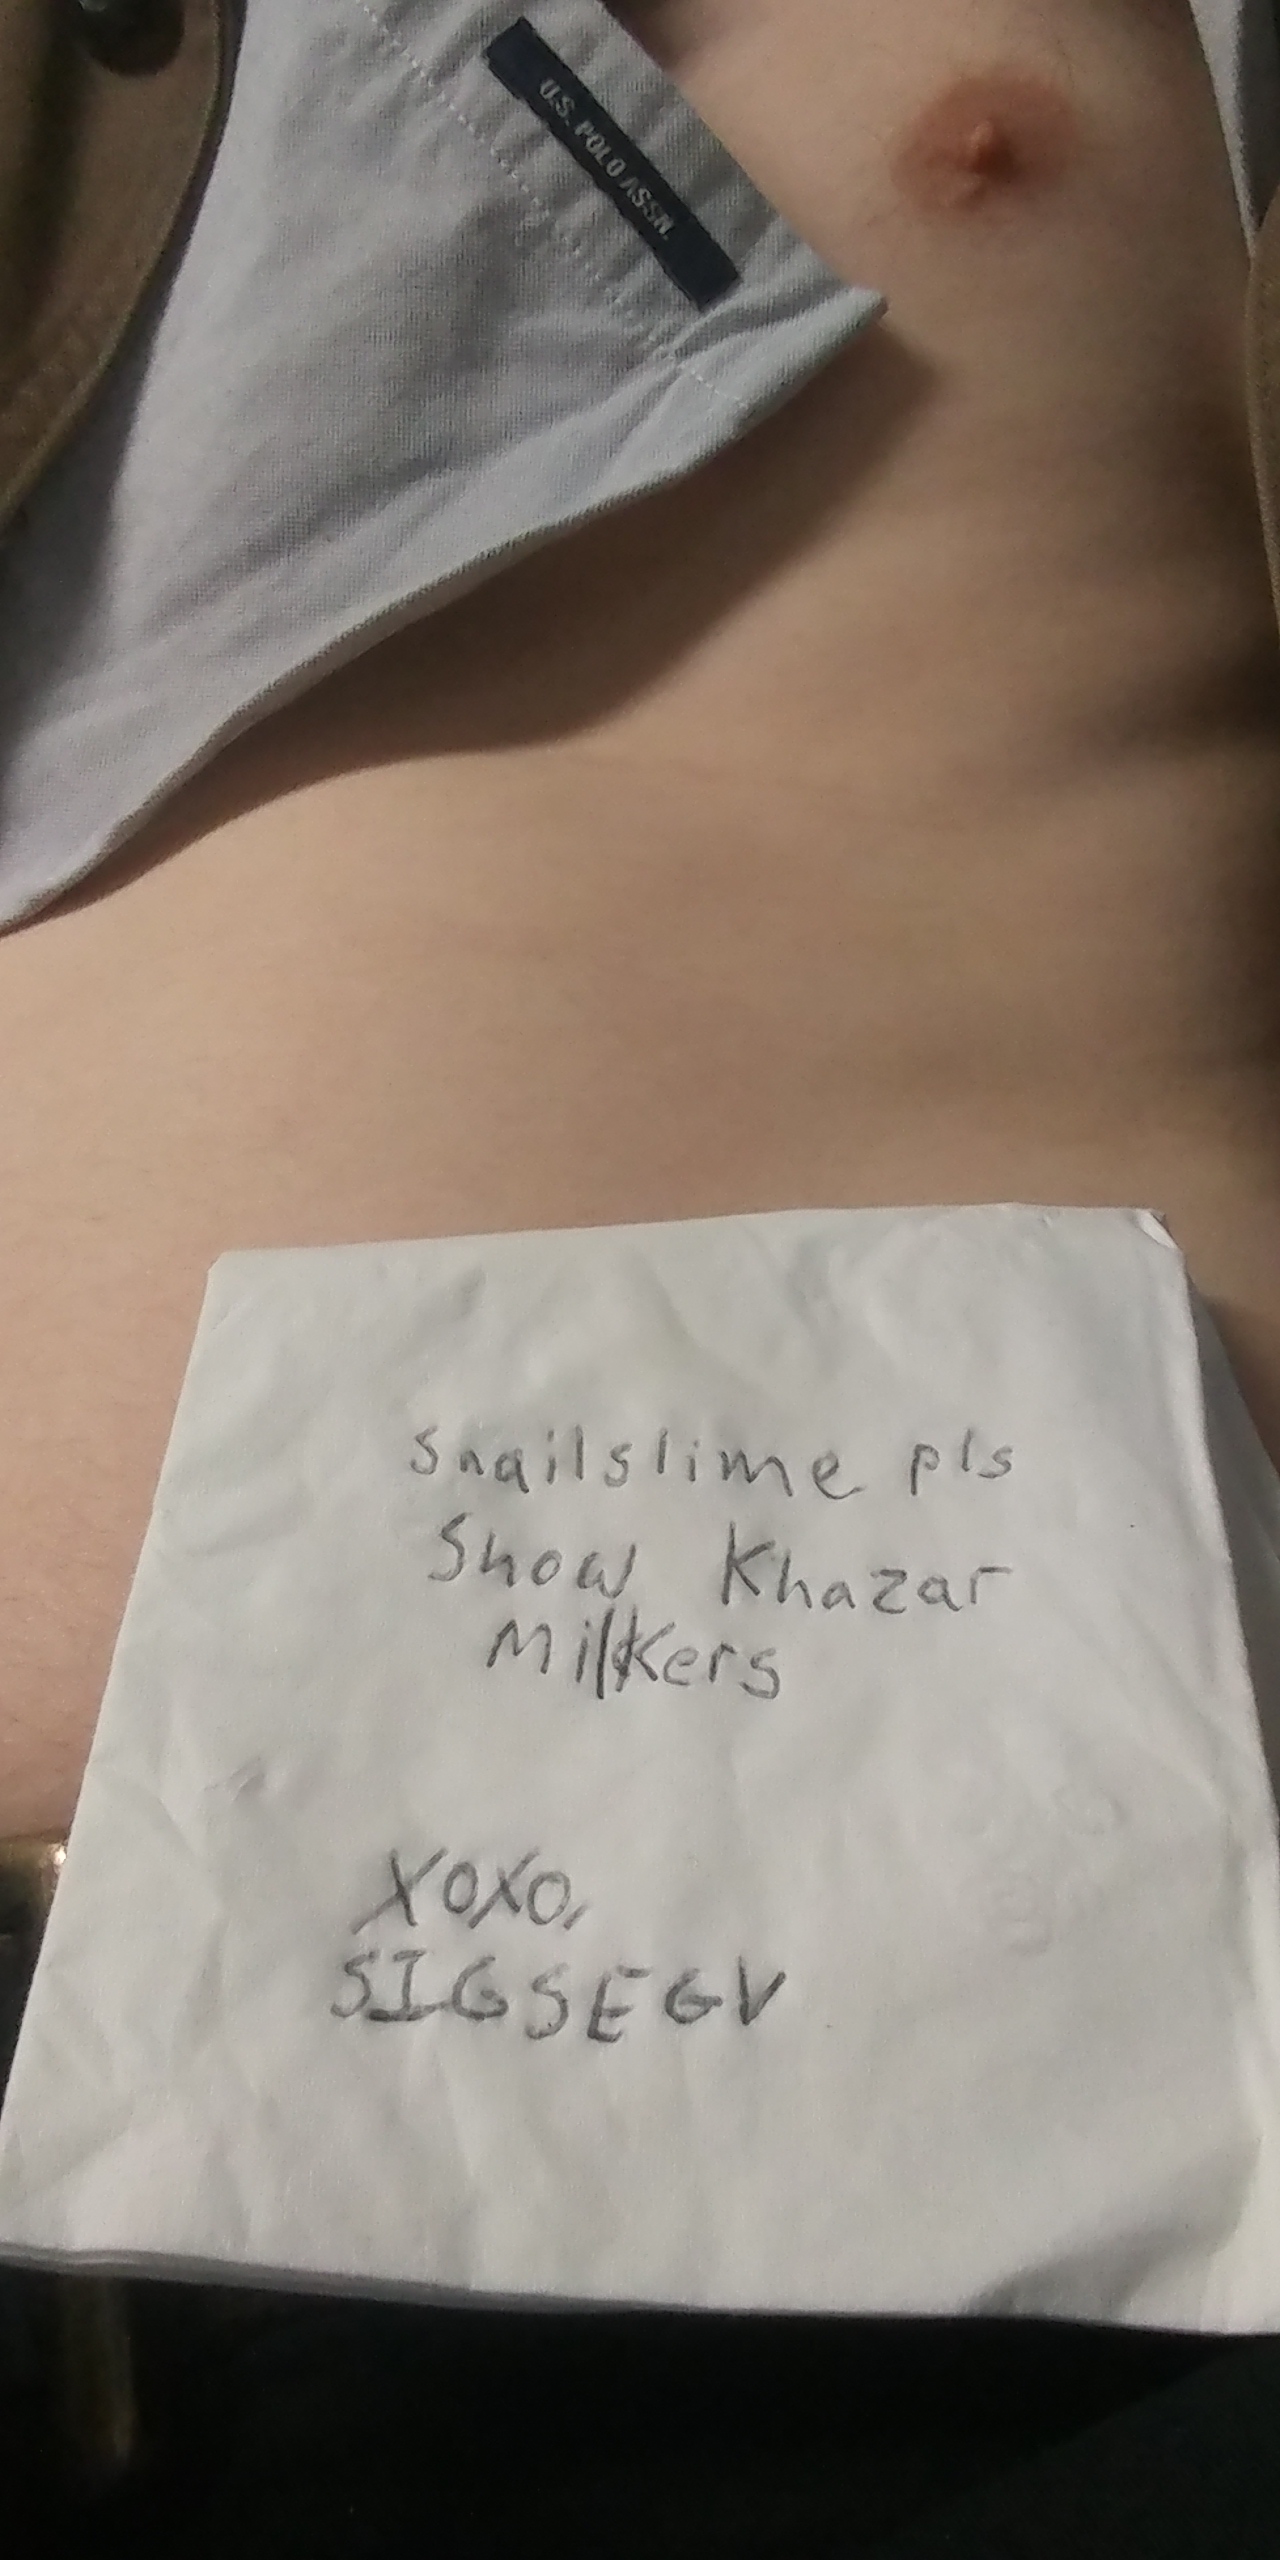 U.S. POLO ASSN.
Snailslime pls
Show Khazar
Milkers
XOXO,
SIGSEGV